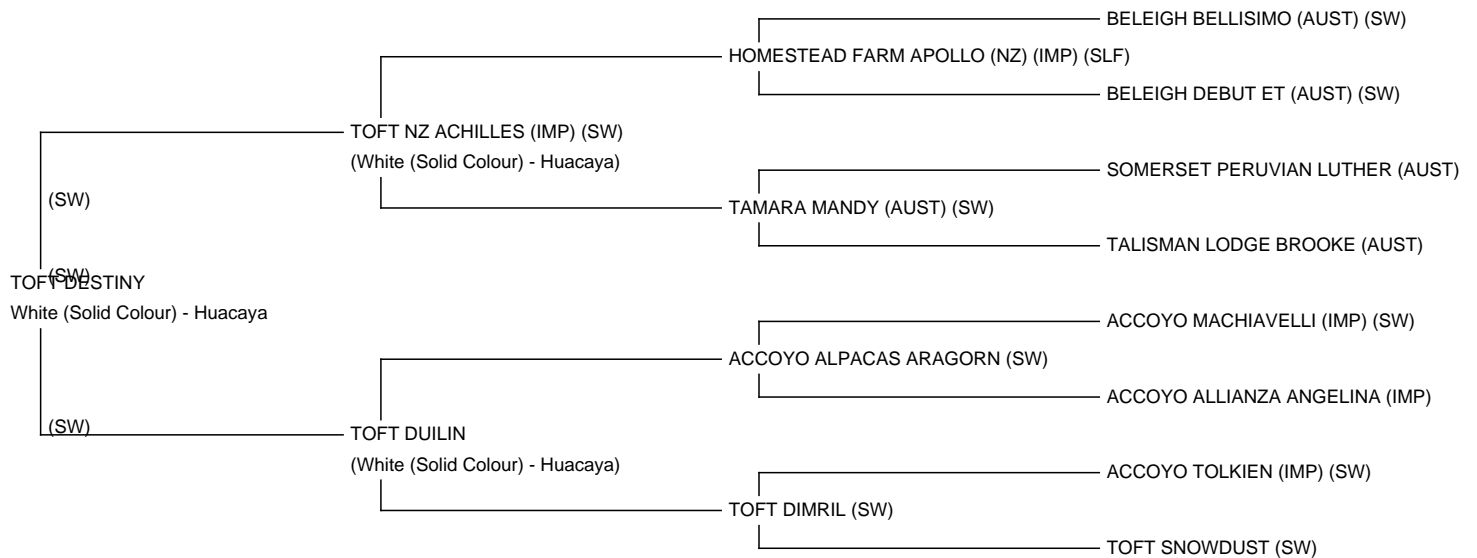 BELEIGH BELLISIMO (AUST) (SW)
HOMESTEAD FARM APOLLO (NZ) (IMP) (SLF)
BELEIGH DEBUT ET (AUST) (SW)
TOFT NZ ACHILLES (IMP) (SW)
(White (Solid Colour) - Huacaya)
SOMERSET PERUVIAN LUTHER (AUST)
(SW)
TAMARA MANDY (AUST) (SW)
TALISMAN LODGE BROOKE (AUST)
(SW)
TOFT DESTINY
White (Solid Colour) - Huacaya
ACCOYO MACHIAVELLI (IMP) (SW)
ACCOYO ALPACAS ARAGORN (SW)
ACCOYO ALLIANZA ANGELINA (IMP)
(SW)
TOFT DUILIN
(White (Solid Colour) - Huacaya)
ACCOYO TOLKIEN (IMP) (SW)
TOFT DIMRIL (SW)
TOFT SNOWDUST (SW)